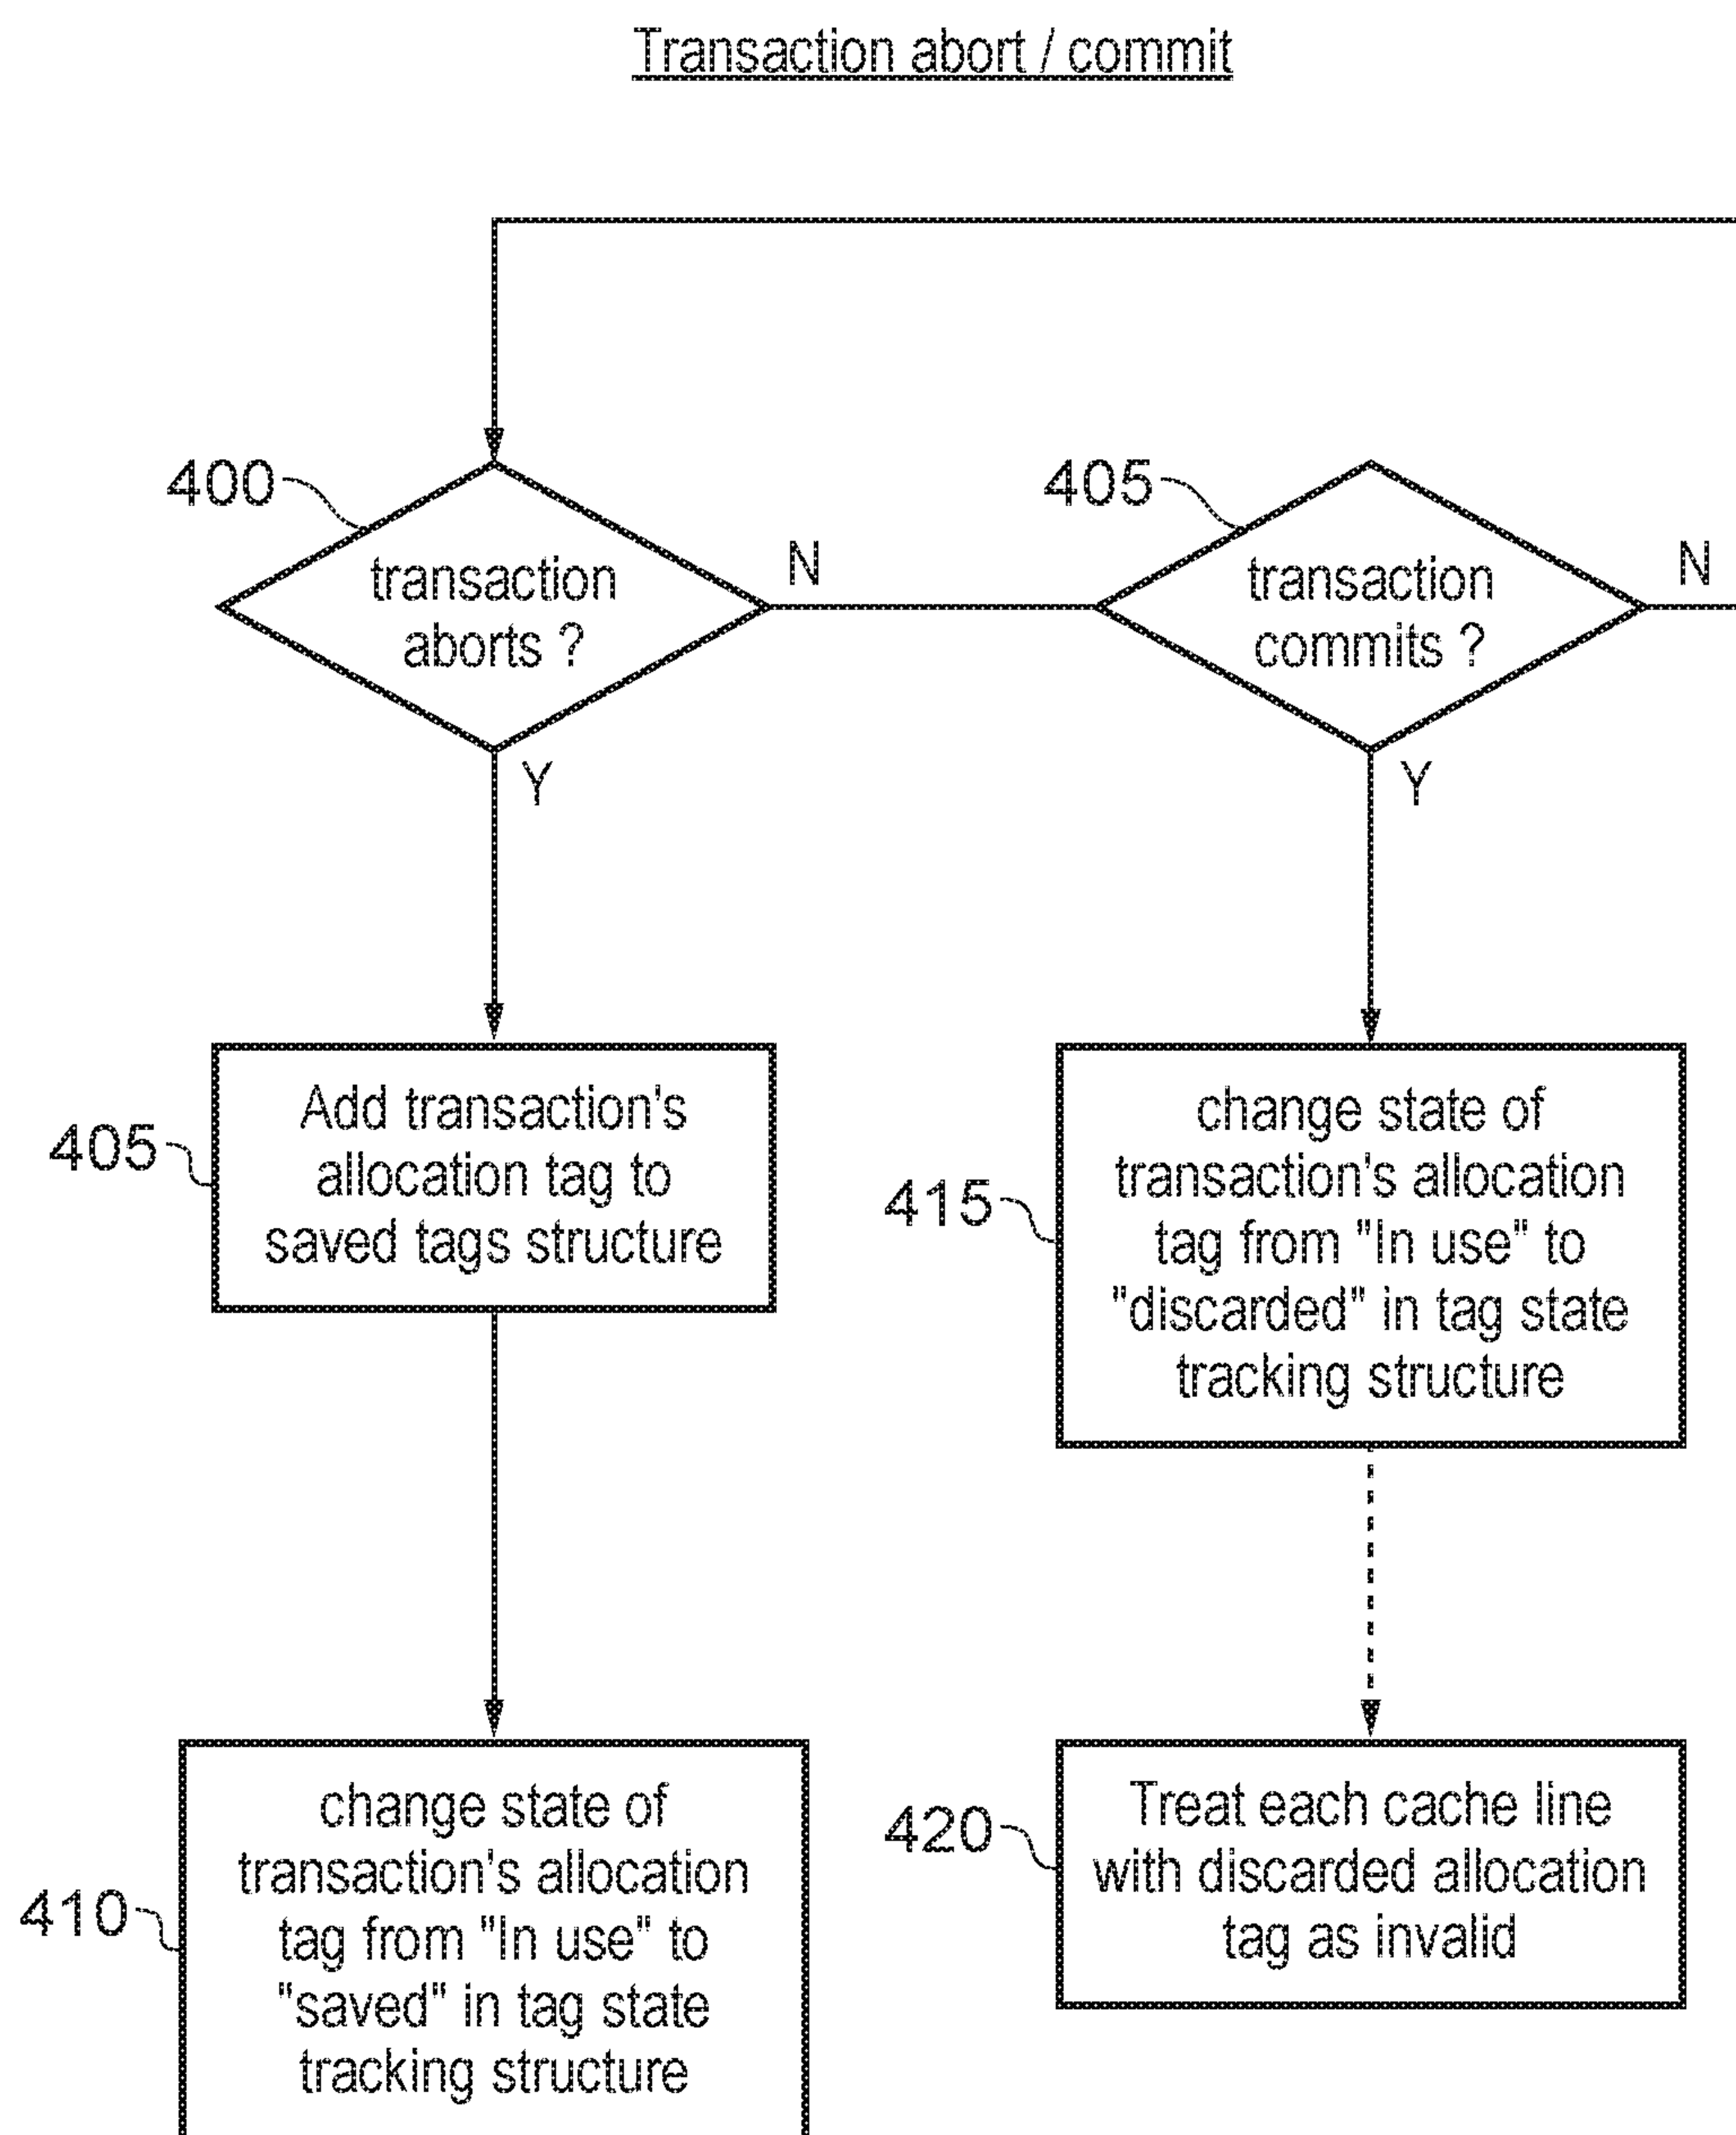 Transaction abort / commit
400
transaction
aborts ?
N
Y
405
transaction
commits ?
N
Y
405
Add transaction's
allocation tag to
saved tags structure
415
change state of
transaction's allocation
tag from "In use" to
"discarded" in tag state
tracking structure
410
change state of
transaction's allocation
tag from "In use" to
"saved" in tag state
tracking structure
420
Treat each cache line
with discarded allocation
tag as invalid